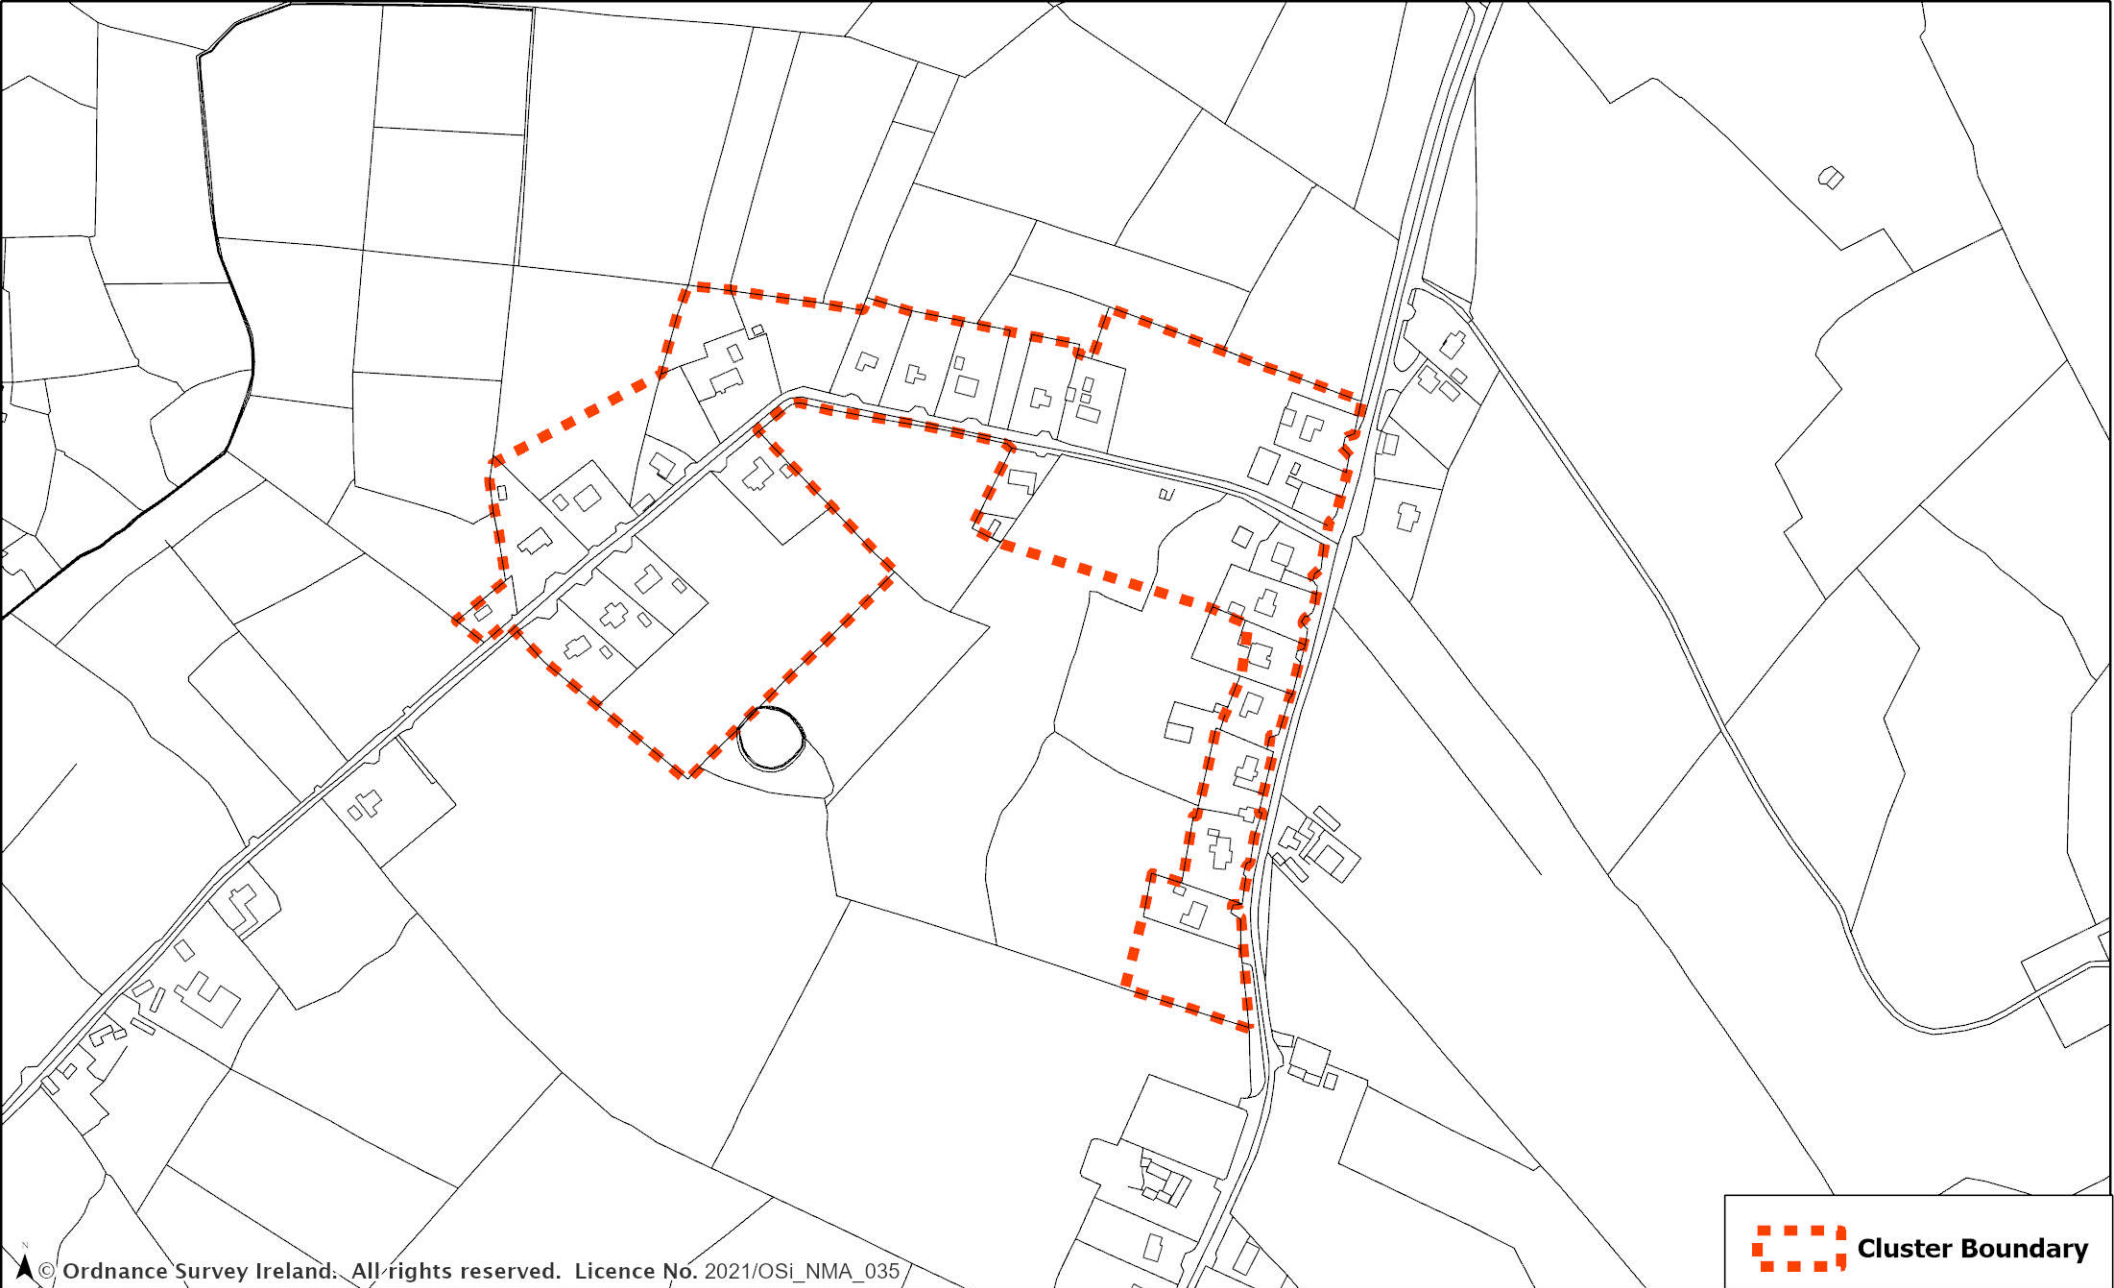 Cluster Boundary
N
© Ordnance Survey Ireland. All rights reserved. Licence No. 2021/OSi_NMA_035